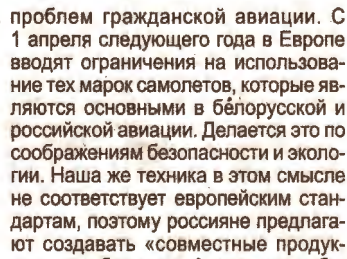 проблем гражданской авиации. С
1 апреля следующего года в Европе
вводят ограничения на использова-
ние тех марок самолетов, которые яв-
ляются основными в белорусской и
российской авиации. Делается это по
соображениям безопасности и эколо-
гии. Наша же техника в этом смысле
не соответствует европейским стан-
дартам, поэтому россияне предлага-
ют создавать «совместные продук-